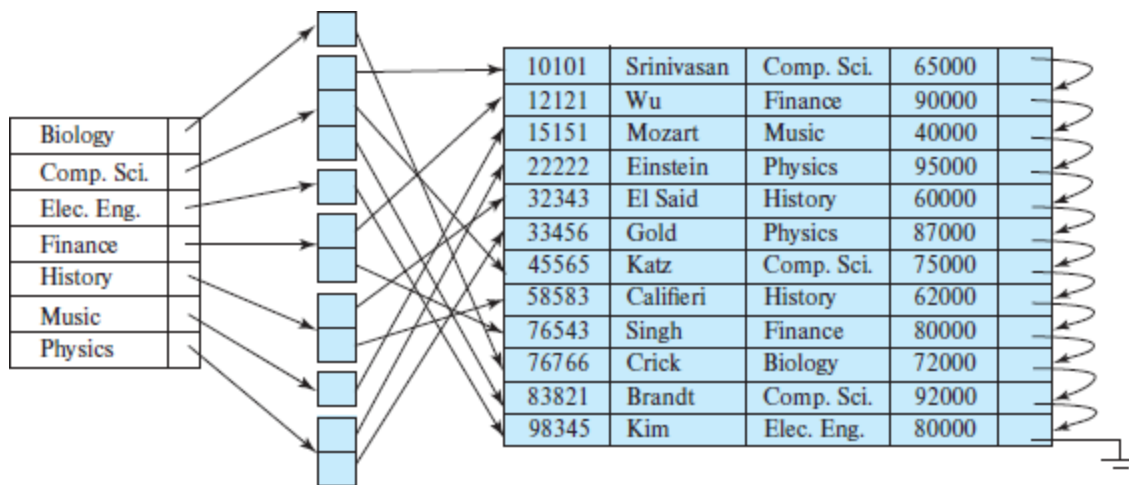 Biology
Comp. Sci.
Elec. Eng.
Finance
History
Music
Physics
10101 Srinivasan Comp. Sci. 65000
12121 Wu Finance 90000
15151 Mozart Music 40000
22222 Einstein Physics 95000
32343 El Said History 60000
33456 Gold Physics 87000
45565 Katz Comp. Sci. 75000
58583 Califieri History 62000
76543 Singh Finance 80000
76766 Crick Biology 72000
83821 Brandt Comp. Sci. 92000
98345 Kim Elec. Eng. 80000